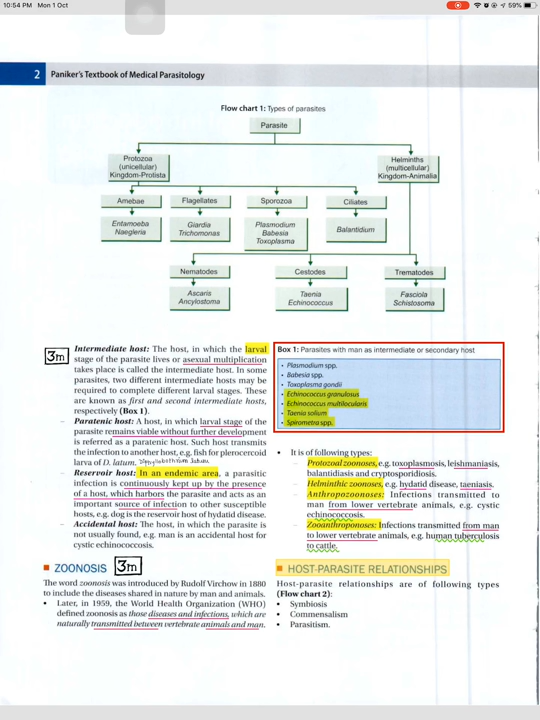 10:54 PM Mon 1 Oct
59%
2 Paniker's Textbook of Medical Parasitology
Flow chart 1: Types of parasites
Parasite
Protozoa
(unicellular)
Kingdom-Protista
Helminths
(multicellular)
Kingdom-Animalia
Amebae
Flagellates
Sporozoa
Ciliates
Entamoeba
Naegleria
Giardia
Trichomonas
Plasmodium
Babesia
Toxoplasma
Balantidium
Nematodes
Cestodes
Trematodes
Ascaris
Ancylostoma
Taenia
Echinococcus
Fasciola
Schistosoma
3m
Intermediate host: The host, in which the larval
stage of the parasite lives or asexual multiplication
takes place is called the intermediate host. In some
parasites, two different intermediate hosts may be
required to complete different larval stages. These
are known as first and second intermediate hosts,
respectively (Box 1).
– Paratenic host: A host, in which larval stage of the
parasite remains viable without further development
is referred to as a paratenic host. Such host transmits
the infection to another host, e.g. fish for plerocercoid
larva of D. latum.
– Reservoir host: In an endemic area, a parasitic
infection is continuously kept up by the presence
of a host, which harbors the parasite and acts as an
important source of infection to other susceptible
hosts, e.g. dog is the reservoir host of hydatid disease.
– Accidental host: The host, in which the parasite is
not usually found, e.g. man is an accidental host for
cystic echinococcosis.
■ ZOONOSIS 3m
The word zoonosis was introduced by Rudolf Virchow in 1880
to include the diseases shared in nature by man and animals.
• Later, in 1959, the World Health Organization (WHO)
defined zoonosis as those diseases and infections, which are
naturally transmitted between vertebrate animals and man.
Box 1: Parasites with man as intermediate or secondary host
• Plasmodium spp.
• Babesia spp.
• Toxoplasma gondii
• Echinococcus granulosus
• Echinococcus multilocularis
• Taenia solium
• Spirometra spp.
• It is of following types:
– Protozoal zoonoses, e.g. toxoplasmosis, leishmaniasis,
balantidiasis and cryptosporidiosis.
– Helminthic zoonoses, e.g. hydatid disease, taeniasis.
– Anthropozoonoses: Infections transmitted to
man from lower vertebrate animals, e.g. cystic
echinococcosis.
– Zooanthroponoses: Infections transmitted from man
to lower vertebrate animals, e.g. human tuberculosis
to cattle.
■ HOST-PARASITE RELATIONSHIPS
Host-parasite relationships are of following types
(Flow chart 2):
• Symbiosis
• Commensalism
• Parasitism.